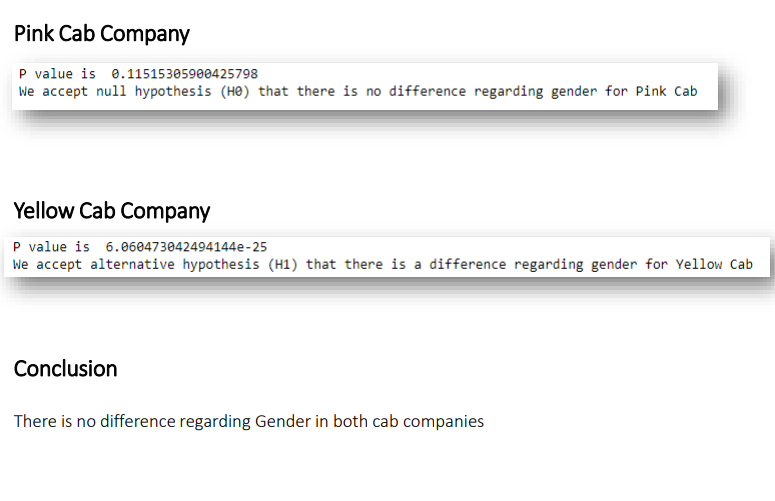 Pink Cab Company
P value is  0.11515305900425798
We accept null hypothesis (H0) that there is no difference regarding gender for Pink Cab
Yellow Cab Company
P value is  6.060473042494144e-25
We accept alternative hypothesis (H1) that there is a difference regarding gender for Yellow Cab
Conclusion
There is no difference regarding Gender in both cab companies